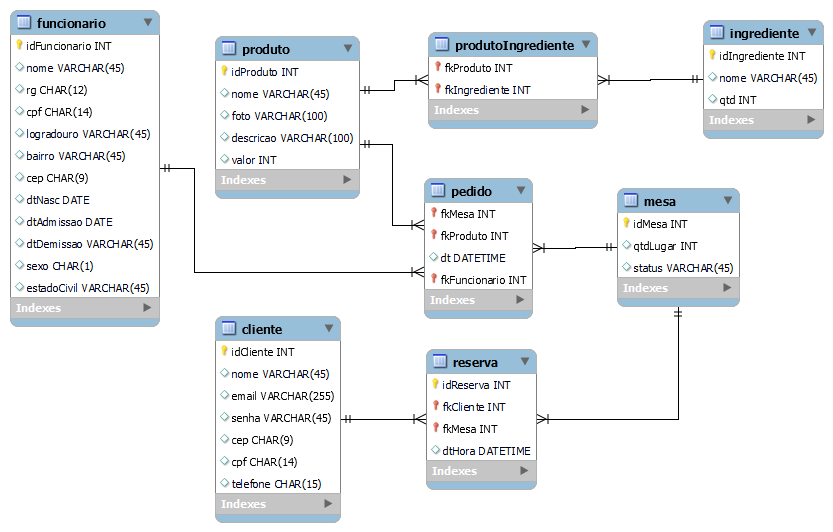 funcionario
idFuncionario INT
nome VARCHAR(45)
rg CHAR(12)
cpf CHAR(14)
logradouro VARCHAR(45)
bairro VARCHAR(45)
cep CHAR(9)
dtNasc DATE
dtAdmissao DATE
dtDemissao VARCHAR(45)
sexo CHAR(1)
estadoCivil VARCHAR(45)
Indexes
produto
idProduto INT
nome VARCHAR(45)
foto VARCHAR(100)
descricao VARCHAR(100)
valor INT
Indexes
produtoIngrediente
fkProduto INT
fkIngrediente INT
Indexes
ingrediente
idIngrediente INT
nome VARCHAR(45)
qtd INT
Indexes
pedido
fkMesa INT
fkProduto INT
dt DATETIME
fkFuncionario INT
Indexes
mesa
idMesa INT
qtdLugar INT
status VARCHAR(45)
Indexes
cliente
idCliente INT
nome VARCHAR(45)
email VARCHAR(255)
senha VARCHAR(45)
cep CHAR(9)
cpf CHAR(14)
telefone CHAR(15)
Indexes
reserva
idReserva INT
fkCliente INT
fkMesa INT
dtHora DATETIME
Indexes